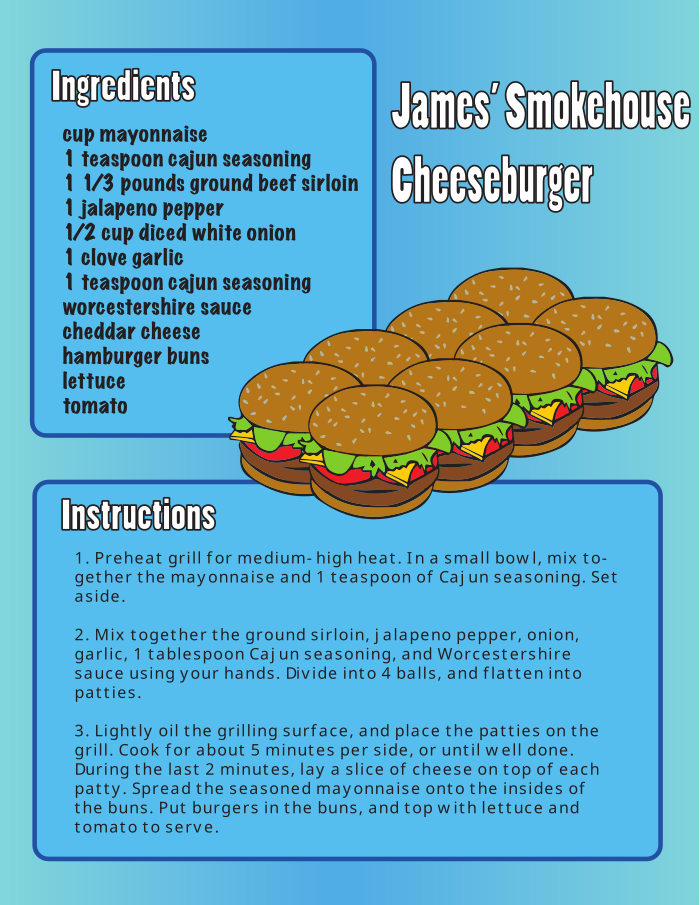 Ingredients
cup mayonnaise
1 teaspoon cajun seasoning
1 1/3 pounds ground beef sirloin
1 jalapeno pepper
1/2 cup diced white onion
1 clove garlic
1 teaspoon cajun seasoning
worcestershire sauce
cheddar cheese
hamburger buns
lettuce
tomato
James' Smokehouse
Cheeseburger
Instructions
1. Preheat grill for medium-high heat. In a small bowl, mix to-
gether the mayonnaise and 1 teaspoon of Cajun seasoning. Set
aside.
2. Mix together the ground sirloin, jalapeno pepper, onion,
garlic, 1 tablespoon Cajun seasoning, and Worcestershire
sauce using your hands. Divide into 4 balls, and flatten into
patties.
3. Lightly oil the grilling surface, and place the patties on the
grill. Cook for about 5 minutes per side, or until well done.
During the last 2 minutes, lay a slice of cheese on top of each
patty. Spread the seasoned mayonnaise onto the insides of
the buns. Put burgers in the buns, and top with lettuce and
tomato to serve.